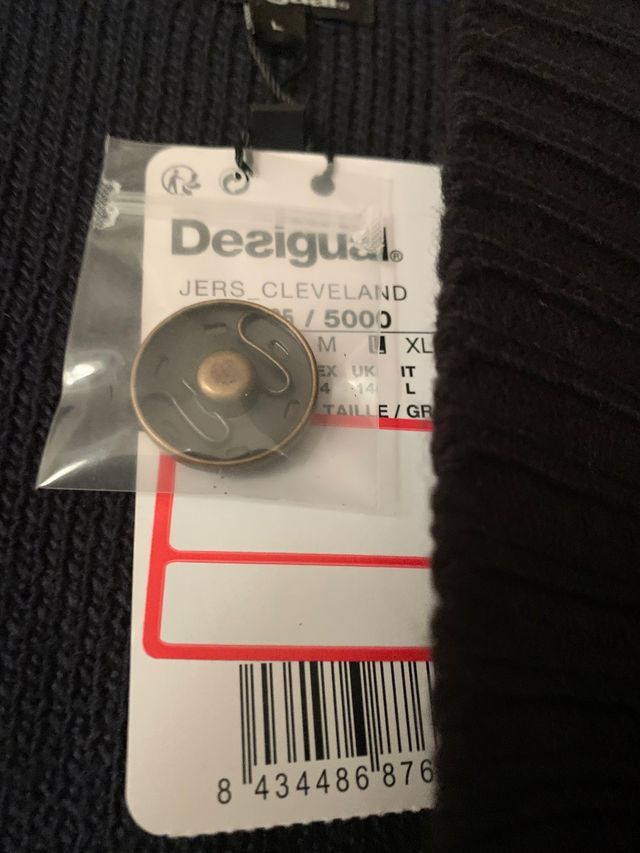 L
Desigual®
JERS_CLEVELAND
/ 5000
M L XL
UK IT
L
TAILLE / GR
8 434486 876